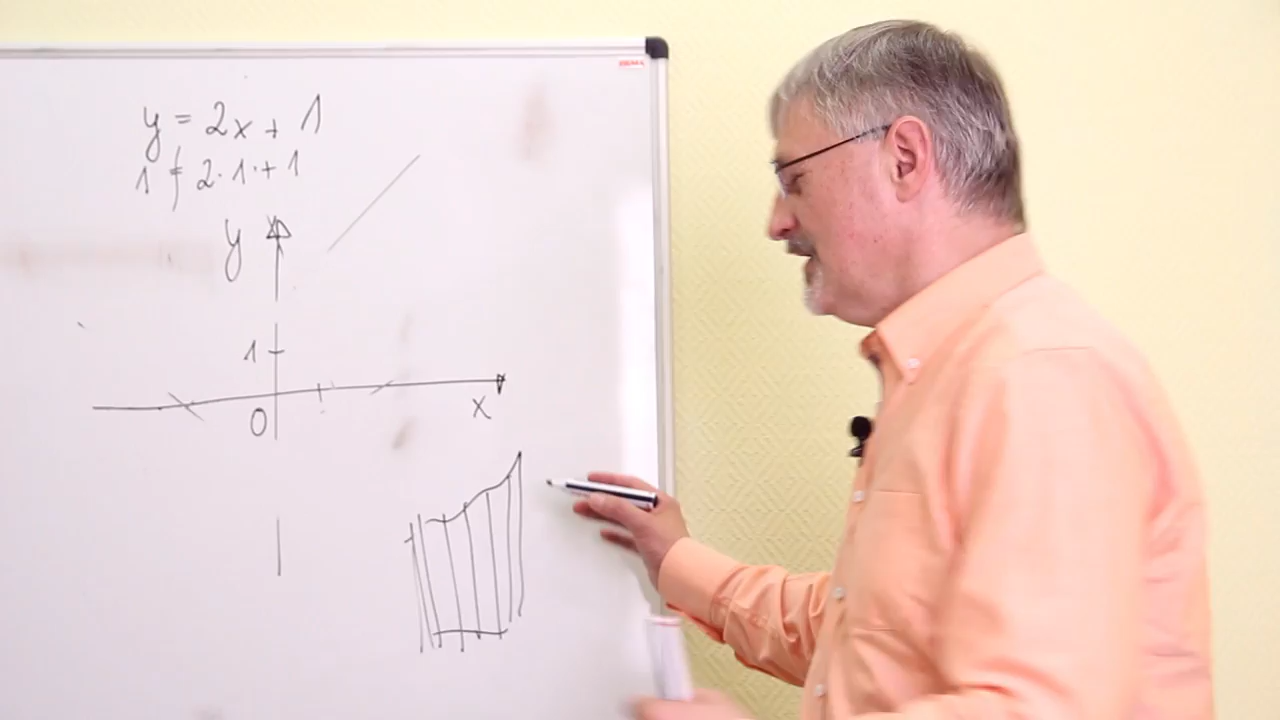 y = 2x + 1
1 ≠ 2·1·+1
y
1
0
x